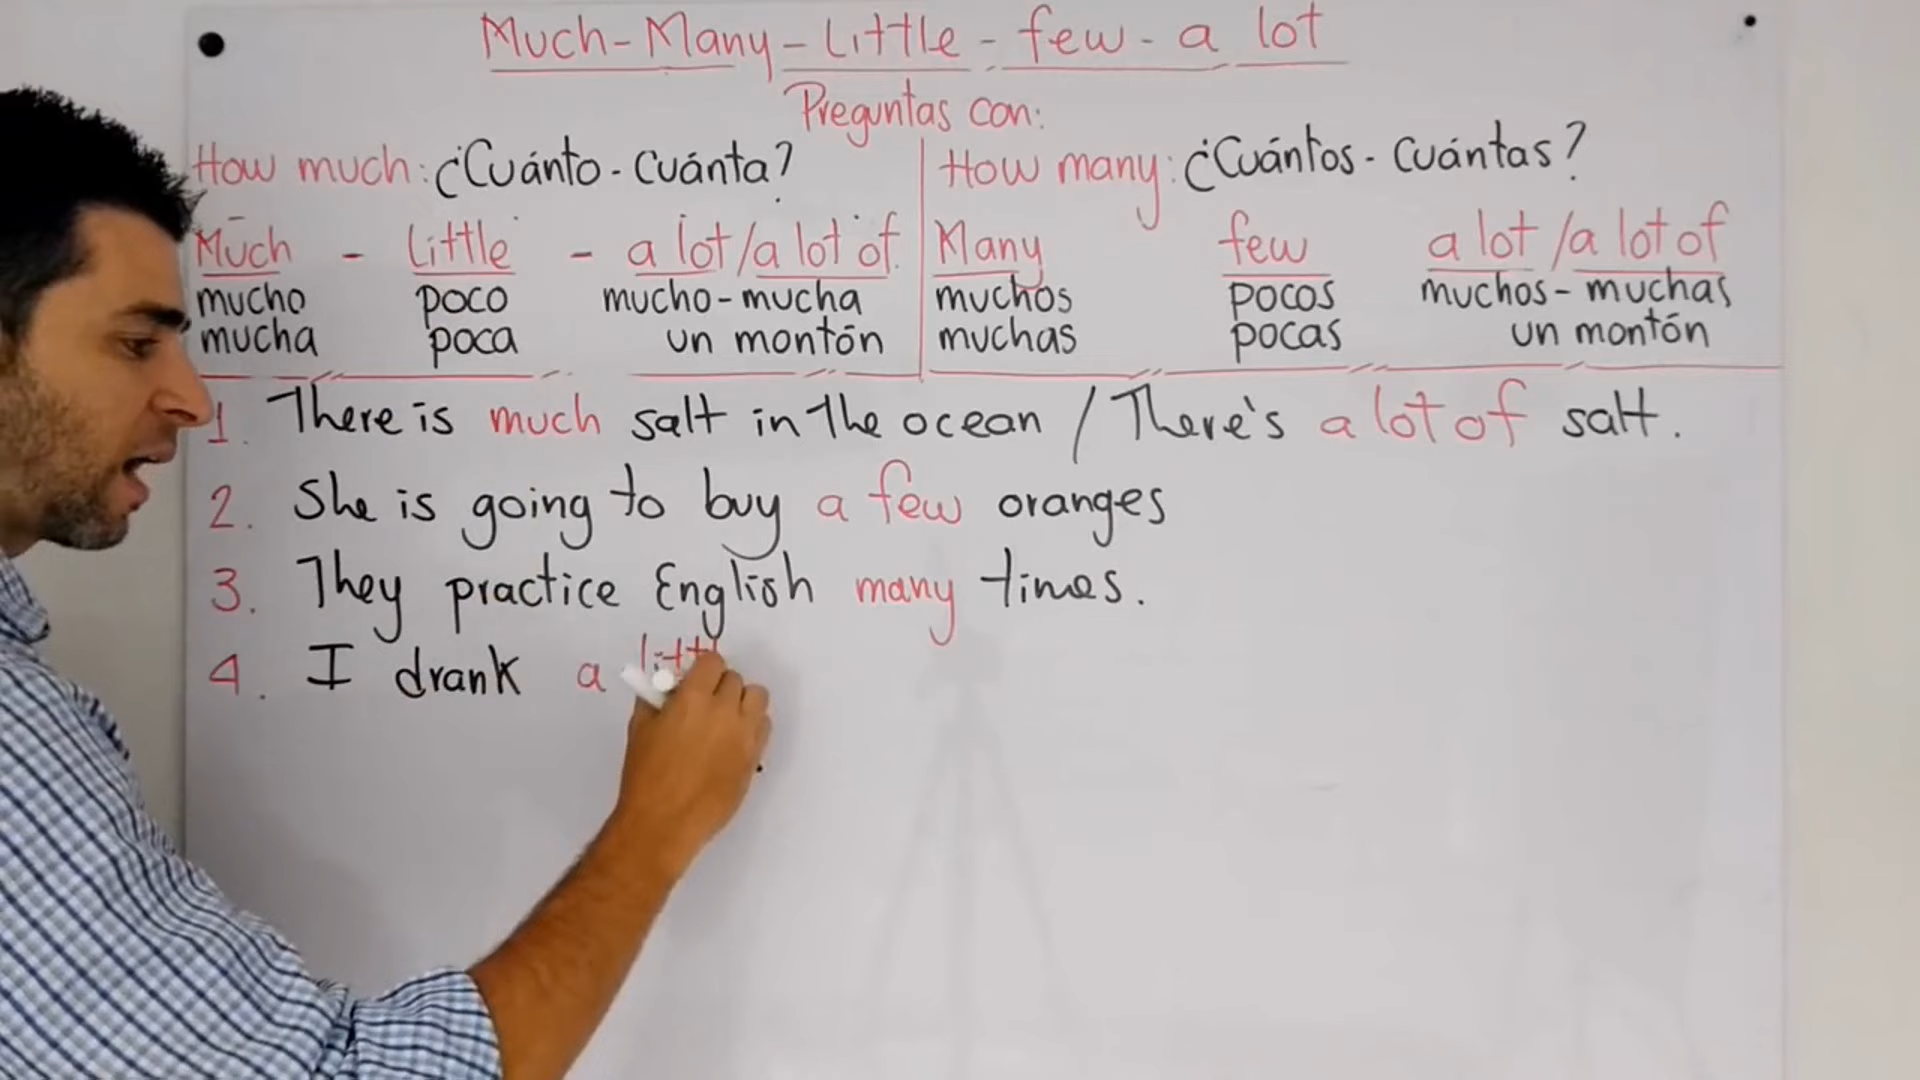 Much - Many - Little - few - a lot
Preguntas con:
How much: ¿Cuánto - Cuánta?
Much - Little - a lot / a lot of
mucho poco mucho - mucha
mucha poca un montón
How many: ¿Cuántos - Cuántas?
Many few a lot / a lot of
muchos pocos muchos - muchas
muchas pocas un montón
1. There is much salt in the ocean / There's a lot of salt.
2. She is going to buy a few oranges
3. They practice English many times.
4. I drank a